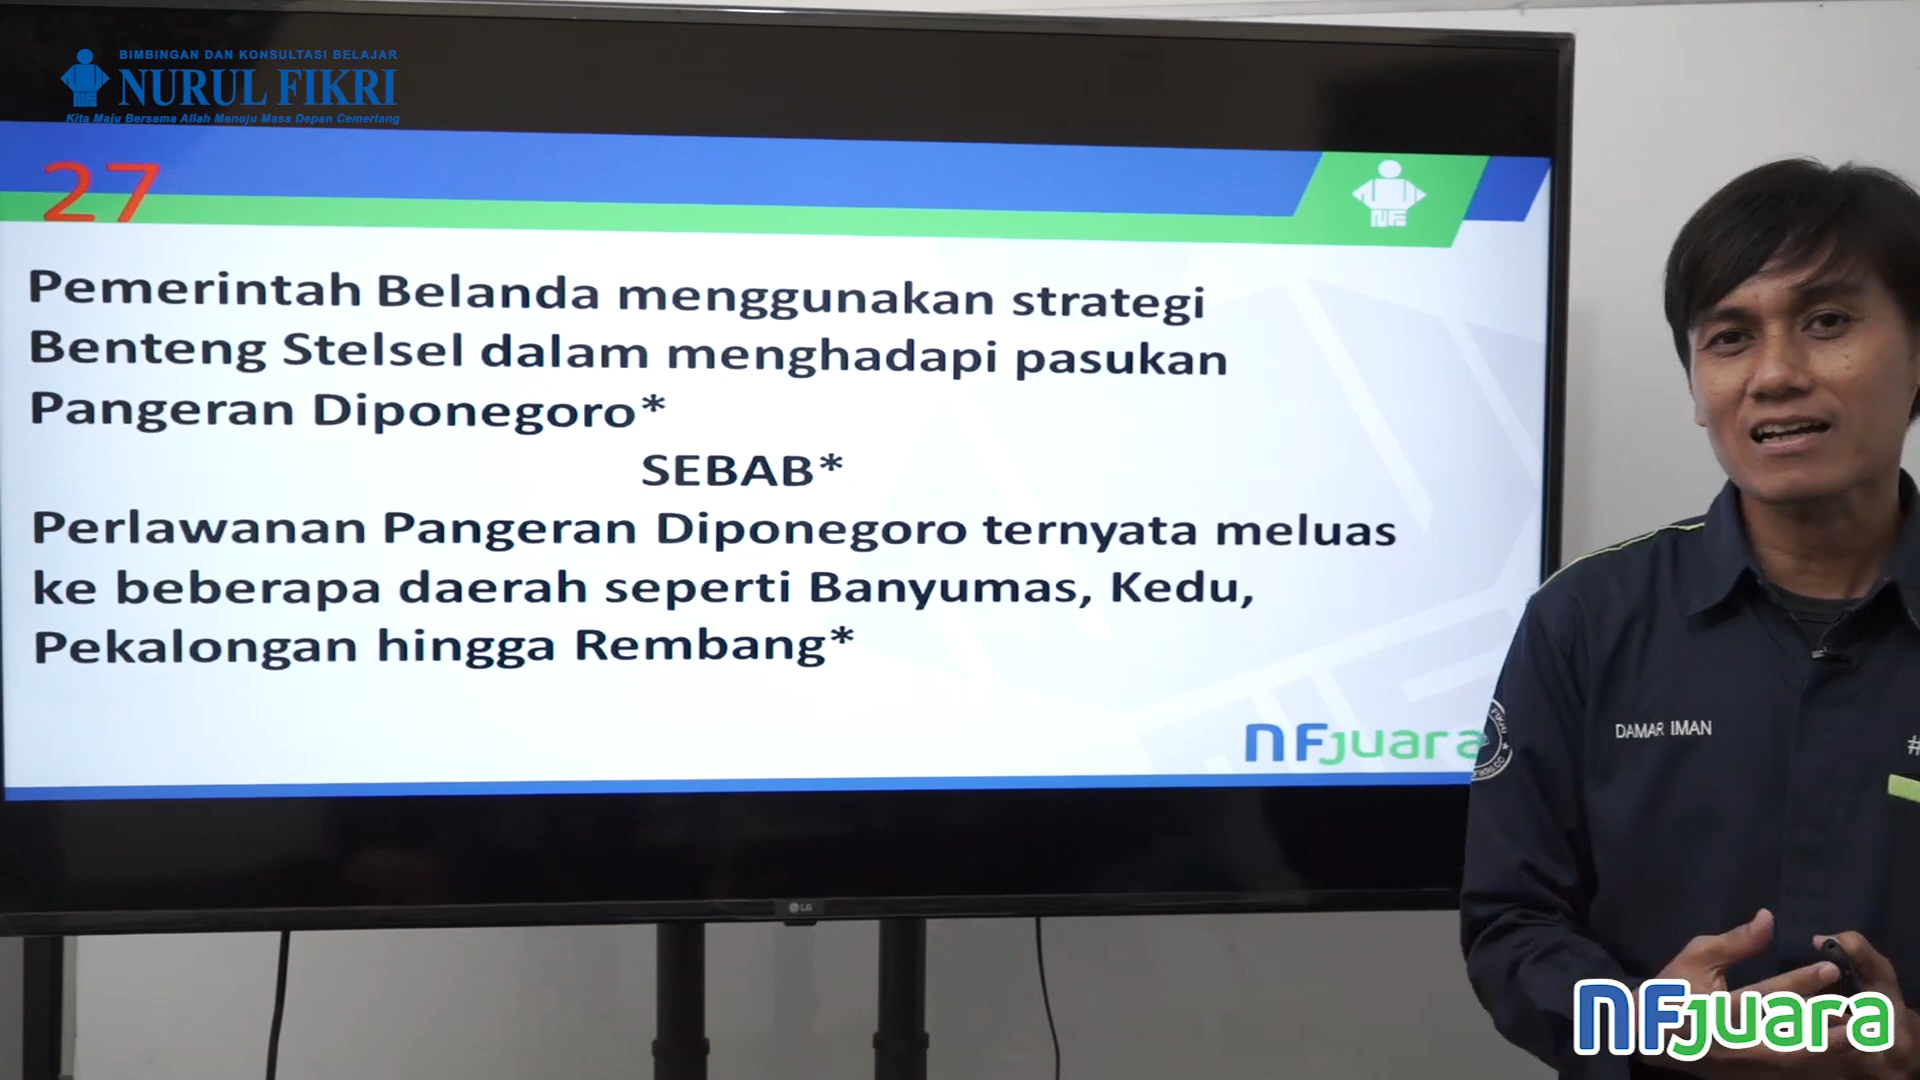 BIMBINGAN DAN KONSULTASI BELAJAR
NURUL FIKRI
Kita Maju Bersama Allah Menuju Masa Depan Cemerlang
27
NF
Pemerintah Belanda menggunakan strategi
Benteng Stelsel dalam menghadapi pasukan
Pangeran Diponegoro*
SEBAB*
Perlawanan Pangeran Diponegoro ternyata meluas
ke beberapa daerah seperti Banyumas, Kedu,
Pekalongan hingga Rembang*
NFjuara
DAMAR IMAN
#
LG
NFjuara